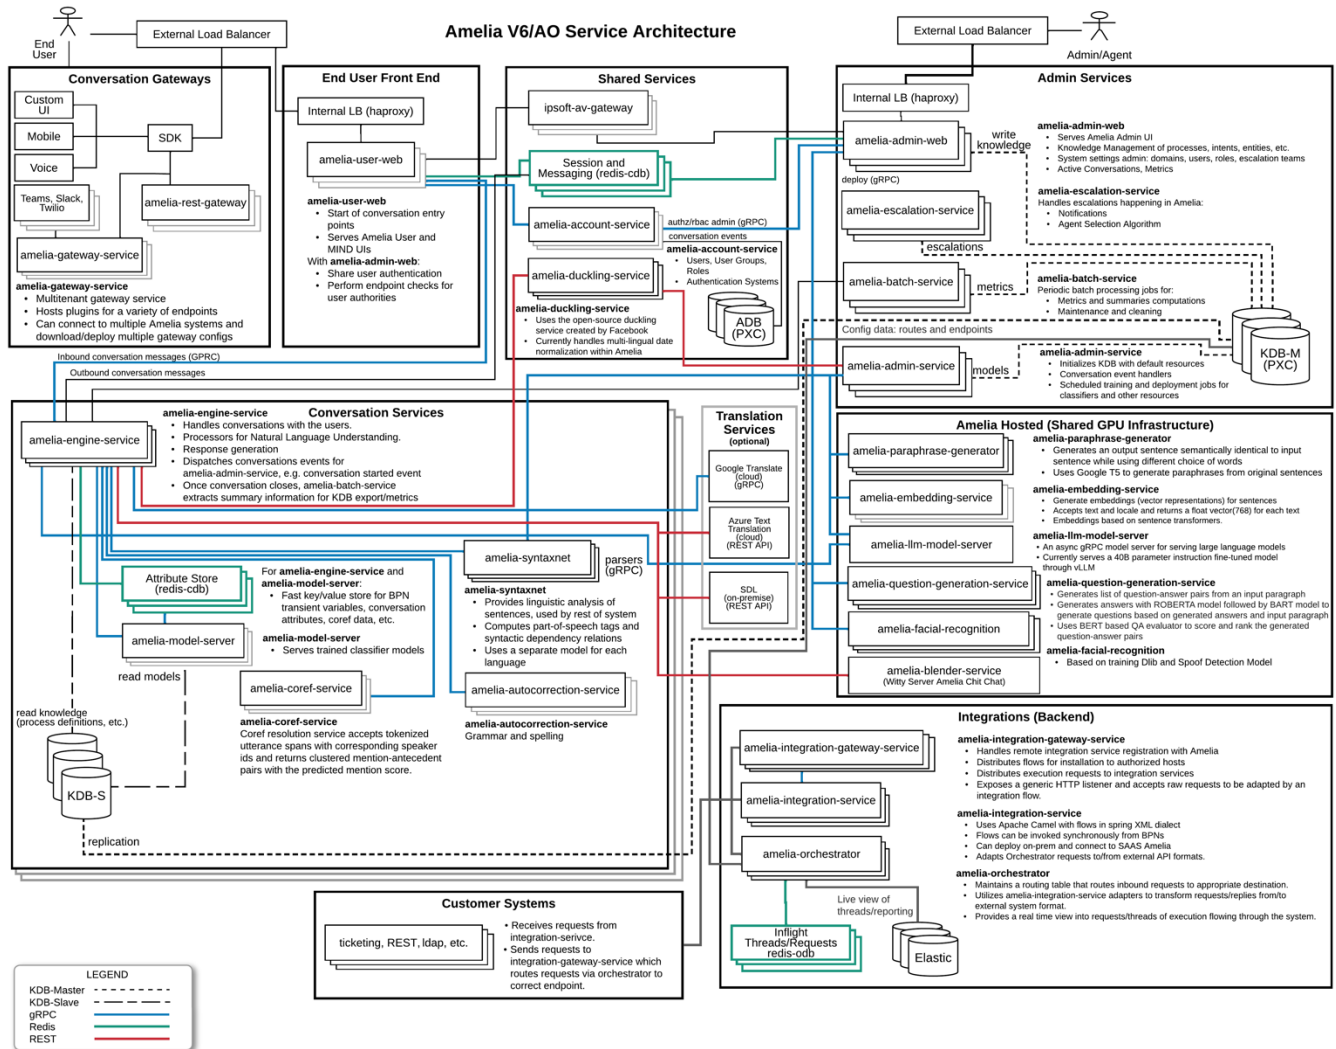 Amelia V6/AO Service Architecture
End
User
External Load Balancer
External Load Balancer
Admin/Agent
Conversation Gateways
Custom
UI
Mobile
Voice
SDK
Teams, Slack,
Twilio
amelia-rest-gateway
amelia-gateway-service
amelia-gateway-service
• Multitenant gateway service
• Hosts plugins for a variety of endpoints
• Can connect to multiple Amelia systems and
download/deploy multiple gateway configs
End User Front End
Internal LB (haproxy)
amelia-user-web
amelia-user-web
• Start of conversation entry
points
• Serves Amelia User and
MIND UIs
With amelia-admin-web:
• Share user authentication
• Perform endpoint checks for
user authorities
Shared Services
ipsoft-av-gateway
Session and
Messaging (redis-cdb)
amelia-account-service
authz/rbac admin (gRPC)
conversation events
amelia-account-service
• Users, User Groups,
Roles
• Authentication Systems
amelia-duckling-service
amelia-duckling-service
• Uses the open-source duckling
service created by Facebook
• Currently handles multi-lingual date
normalization within Amelia
ADB
(PXC)
Admin Services
Internal LB (haproxy)
amelia-admin-web
write
knowledge
deploy (gRPC)
amelia-admin-web
• Serves Amelia Admin UI
• Knowledge Management of processes, intents, entities, etc.
• System settings admin: domains, users, roles, escalation teams
• Active Conversations, Metrics
amelia-escalation-service
escalations
amelia-escalation-service
Handles escalations happening in Amelia:
• Notifications
• Agent Selection Algorithm
amelia-batch-service
metrics
amelia-batch-service
Periodic batch processing jobs for:
• Metrics and summaries computations
• Maintenance and cleaning
Config data: routes and endpoints
amelia-admin-service
models
amelia-admin-service
• Initializes KDB with default resources
• Conversation event handlers
• Scheduled training and deployment jobs for
classifiers and other resources
KDB-M
(PXC)
Inbound conversation messages (GPRC)
Outbound conversation messages
Conversation Services
amelia-engine-service
amelia-engine-service
• Handles conversations with the users.
• Processors for Natural Language Understanding.
• Response generation
• Dispatches conversations events for
amelia-admin-service, e.g. conversation started event
• Once conversation closes, amelia-batch-service
extracts summary information for KDB export/metrics
Attribute Store
(redis-cdb)
For amelia-engine-service and
amelia-model-server:
• Fast key/value store for BPN
transient variables, conversation
attributes, coref data, etc.
amelia-model-server
amelia-model-server
• Serves trained classifier models
read models
amelia-syntaxnet
parsers
(gRPC)
amelia-syntaxnet
• Provides linguistic analysis of
sentences, used by rest of system
• Computes part-of-speech tags and
syntactic dependency relations
• Uses a separate model for each
language
amelia-coref-service
amelia-coref-service
Coref resolution service accepts tokenized
utterance spans with corresponding speaker
ids and returns clustered mention-antecedent
pairs with the predicted mention score.
amelia-autocorrection-service
amelia-autocorrection-service
Grammar and spelling
read knowledge
(process definitions, etc.)
KDB-S
replication
Translation
Services
(optional)
Google Translate
(cloud)
(gRPC)
Azure Text
Translation
(cloud)
(REST API)
SDL
(on-premise)
(REST API)
Amelia Hosted (Shared GPU Infrastructure)
amelia-paraphrase-generator
amelia-paraphrase-generator
• Generates an output sentence semantically identical to input
sentence while using different choice of words
• Uses Google T5 to generate paraphrases from original sentences
amelia-embedding-service
amelia-embedding-service
• Generate embeddings (vector representations) for sentences
• Accepts text and locale and returns a float vector(768) for each text
• Embeddings based on sentence transformers.
amelia-llm-model-server
amelia-llm-model-server
• An async gRPC model server for serving large language models
• Currently serves a 40B parameter instruction fine-tuned model
through vLLM
amelia-question-generation-service
amelia-question-generation-service
• Generates list of question-answer pairs from an input paragraph
• Generates answers with ROBERTA model followed by BART model to
generate questions based on generated answers and input paragraph
• Uses BERT based QA evaluator to score and rank the generated
question-answer pairs
amelia-facial-recognition
amelia-facial-recognition
• Based on training Dlib and Spoof Detection Model
amelia-blender-service
(Witty Server Amelia Chit Chat)
Integrations (Backend)
amelia-integration-gateway-service
amelia-integration-service
amelia-orchestrator
Live view of
threads/reporting
Inflight
Threads/Requests
redis-odb
Elastic
amelia-integration-gateway-service
• Handles remote integration service registration with Amelia
• Distributes flows for installation to authorized hosts
• Distributes execution requests to integration services
• Exposes a generic HTTP listener and accepts raw requests to be adapted by an
integration flow.
amelia-integration-service
• Uses Apache Camel with flows in spring XML dialect
• Flows can be invoked synchronously from BPNs
• Can deploy on-prem and connect to SAAS Amelia
• Adapts Orchestrator requests to/from external API formats.
amelia-orchestrator
• Maintains a routing table that routes inbound requests to appropriate destination.
• Utilizes amelia-integration-service adapters to transform requests/replies from/to
external system format.
• Provides a real time view into requests/threads of execution flowing through the system.
Customer Systems
ticketing, REST, ldap, etc.
• Receives requests from
integration-serivce.
• Sends requests to
integration-gateway-service which
routes requests via orchestrator to
correct endpoint.
LEGEND
KDB-Master
KDB-Slave
gRPC
Redis
REST